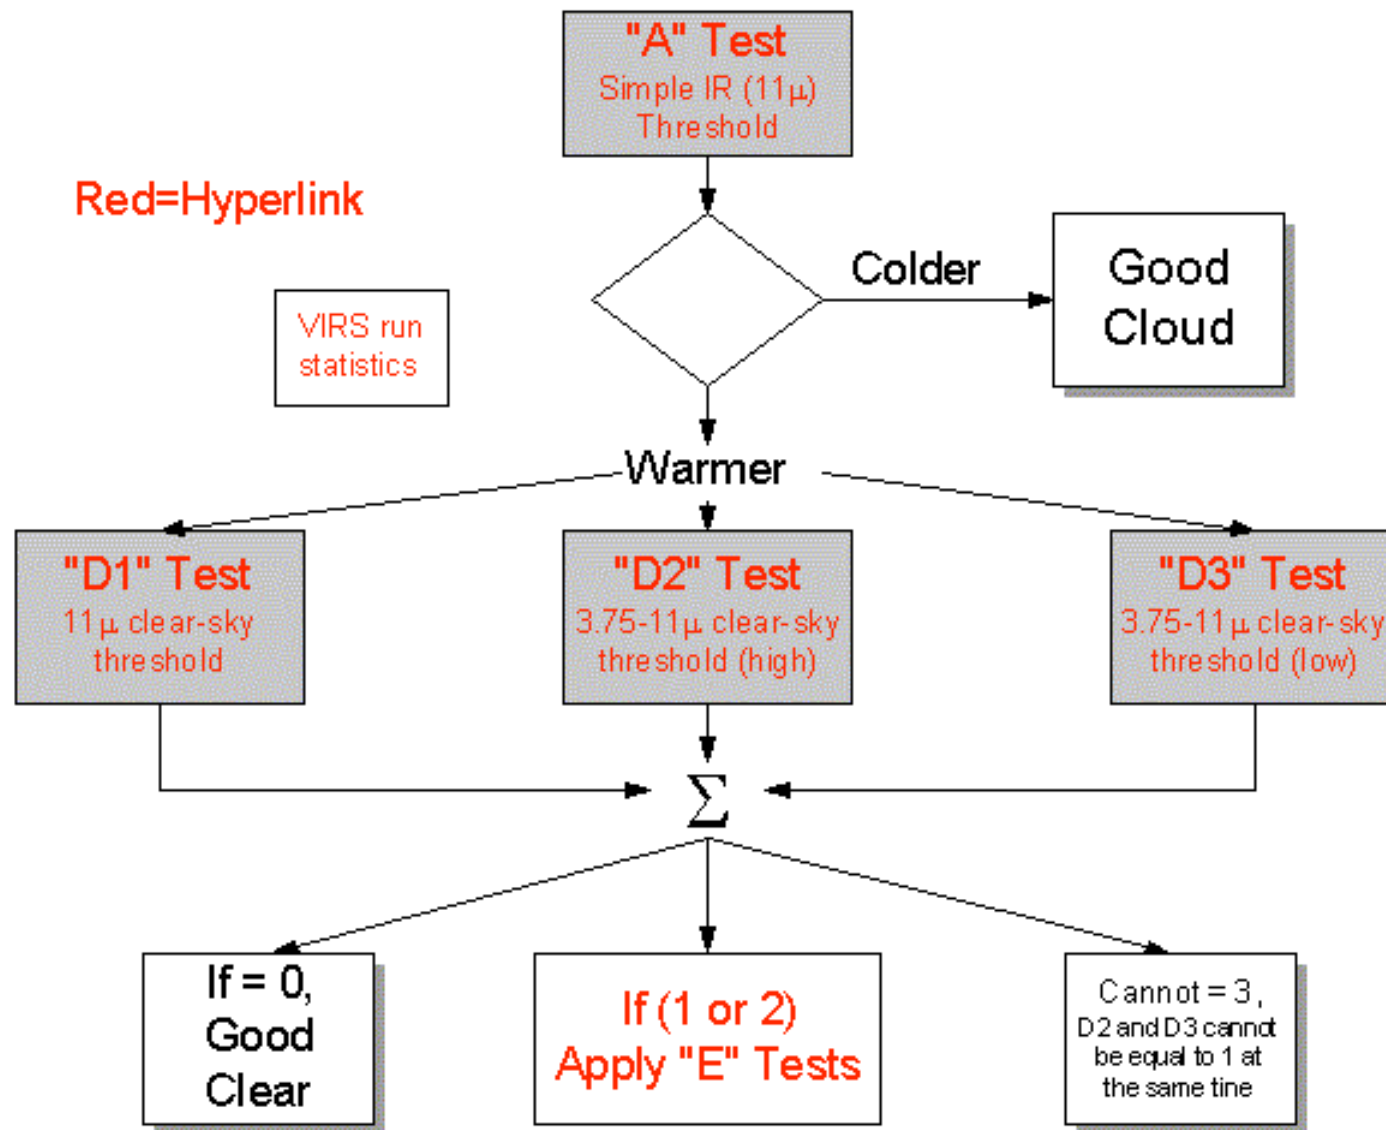 "A" Test
Simple IR (11μ)
Threshold
Red=Hyperlink
Colder
Good
Cloud
VIRS run
statistics
Warmer
"D1" Test
11μ clear-sky
threshold
"D2" Test
3.75-11μ clear-sky
threshold (high)
"D3" Test
3.75-11μ clear-sky
threshold (low)
Σ
If = 0,
Good
Clear
If (1 or 2)
Apply "E" Tests
Cannot = 3,
D2 and D3 cannot
be equal to 1 at
the same tine